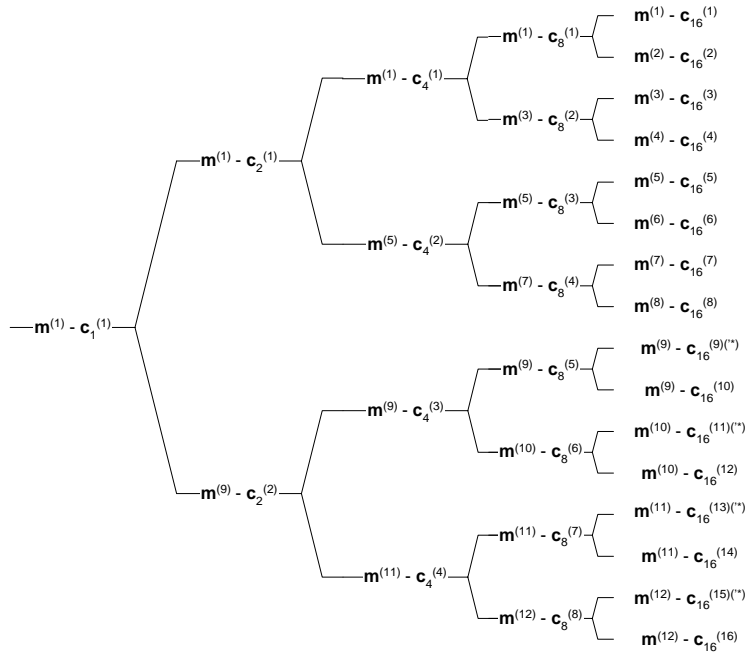 m(1) - c16(1)
m(1) - c8(1)
m(2) - c16(2)
m(1) - c4(1)
m(3) - c16(3)
m(3) - c8(2)
m(4) - c16(4)
m(1) - c2(1)
m(5) - c16(5)
m(5) - c8(3)
m(6) - c16(6)
m(5) - c4(2)
m(7) - c16(7)
m(7) - c8(4)
m(8) - c16(8)
m(1) - c1(1)
m(9) - c16(9)('*)
m(9) - c8(5)
m(9) - c16(10)
m(9) - c4(3)
m(10) - c16(11)('*)
m(10) - c8(6)
m(10) - c16(12)
m(9) - c2(2)
m(11) - c16(13)('*)
m(11) - c8(7)
m(11) - c16(14)
m(11) - c4(4)
m(12) - c16(15)('*)
m(12) - c8(8)
m(12) - c16(16)